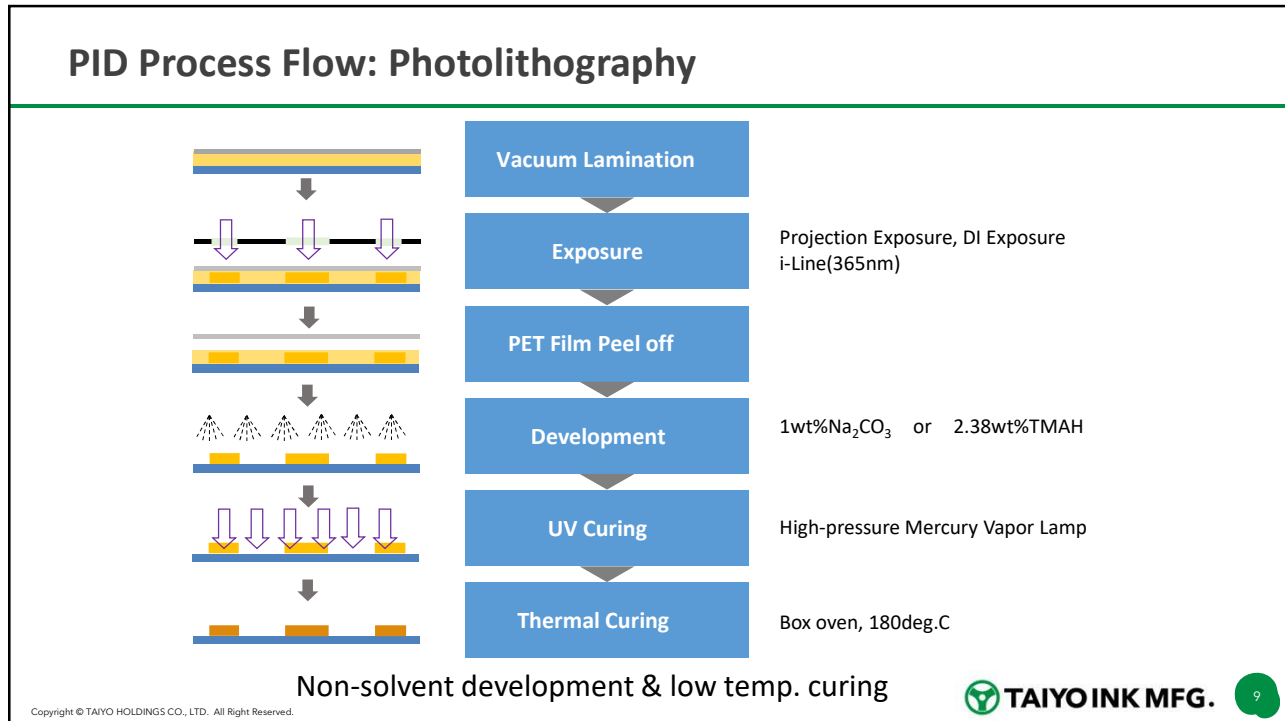 PID Process Flow: Photolithography
Vacuum Lamination
Exposure
Projection Exposure, DI Exposure
i-Line(365nm)
PET Film Peel off
Development
1wt%Na₂CO₃ or 2.38wt%TMAH
UV Curing
High-pressure Mercury Vapor Lamp
Thermal Curing
Box oven, 180deg.C
Non-solvent development & low temp. curing
Copyright © TAIYO HOLDINGS CO., LTD. All Right Reserved.
TAIYO INK MFG.
9